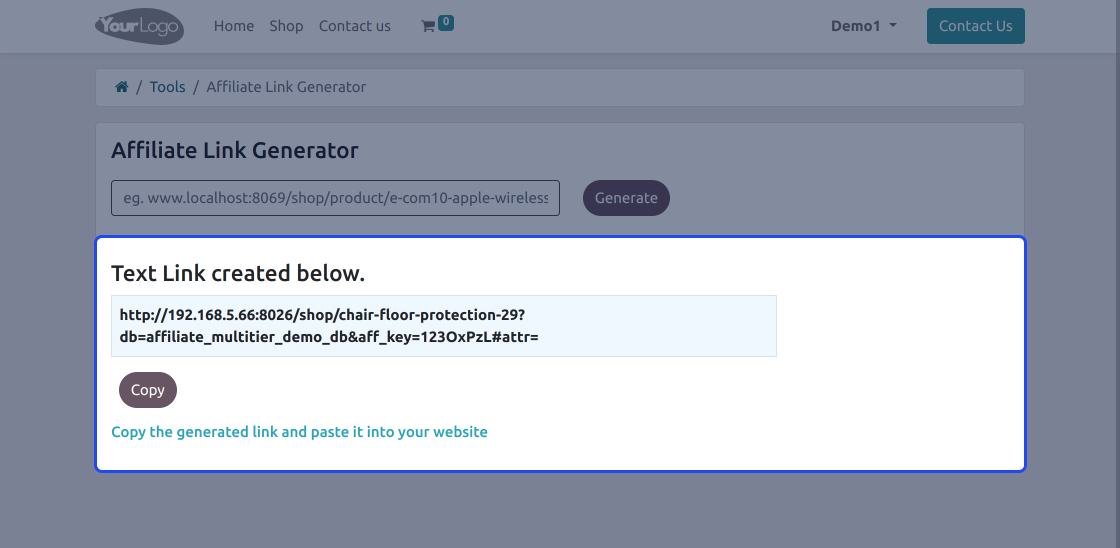 YourLogo Home Shop Contact us 0 Demo1 Contact Us
/ Tools / Affiliate Link Generator
Affiliate Link Generator
eg. www.localhost:8069/shop/product/e-com10-apple-wireless Generate
Text Link created below.
http://192.168.5.66:8026/shop/chair-floor-protection-29?
db=affiliate_multitier_demo_db&aff_key=123OxPzL#attr=
Copy
Copy the generated link and paste it into your website